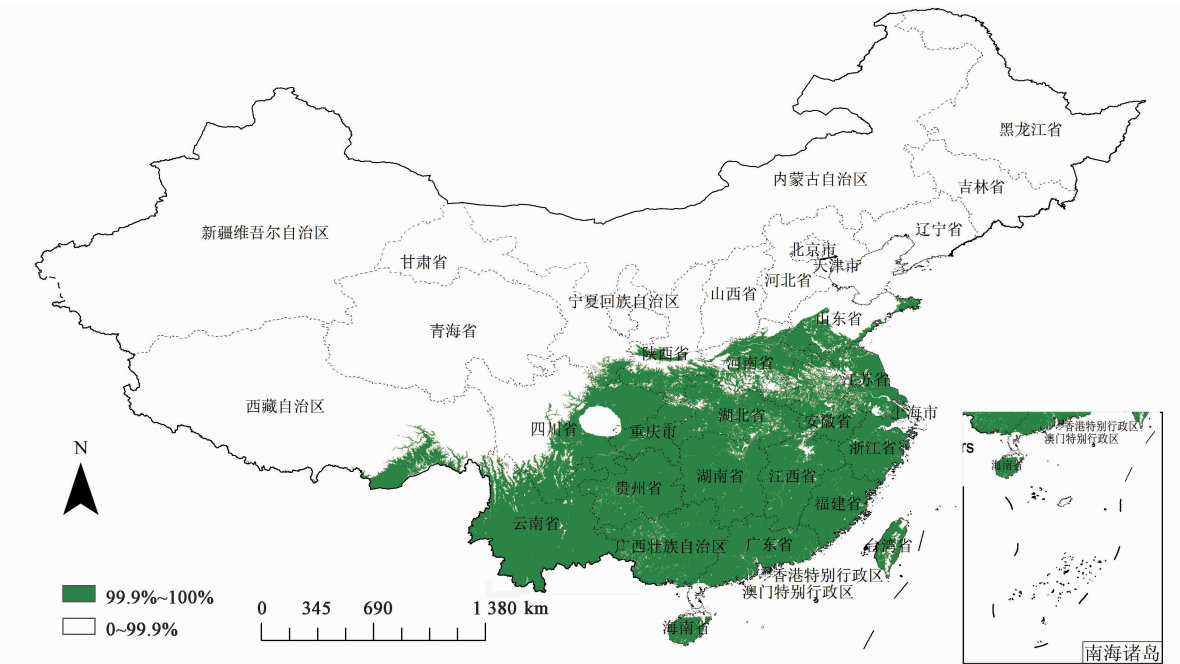 黑龙江省
内蒙古自治区
吉林省
新疆维吾尔自治区
辽宁省
北京市
甘肃省
天津市
河北省
山西省
宁夏回族自治区
山东省
青海省
陕西省
河南省
江苏省
西藏自治区
上海市
湖北省
安徽省
四川省
重庆市
香港特别行政区
澳门特别行政区
rs
海南省
N
浙江省
湖南省
江西省
贵州省
福建省
云南省
广西壮族自治区
广东省
台湾省
香港特别行政区
澳门特别行政区
海南省
99.9%~100%
0~99.9%
0 345 690 1 380 km
南海诸岛